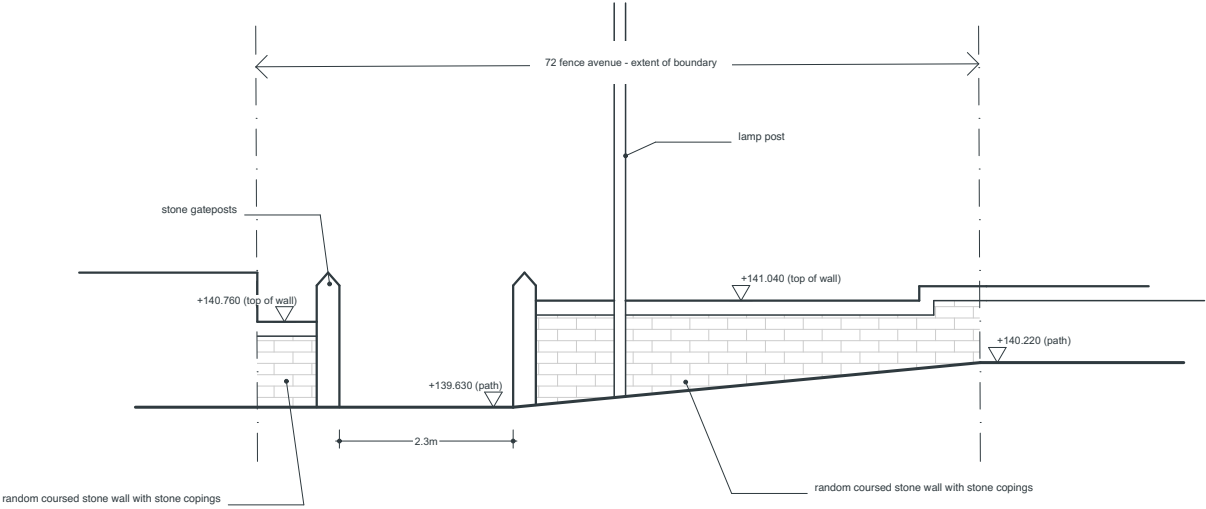 72 fence avenue - extent of boundary
lamp post
stone gateposts
+141.040 (top of wall)
+140.760 (top of wall)
+140.220 (path)
+139.630 (path)
2.3m
random coursed stone wall with stone copings
random coursed stone wall with stone copings